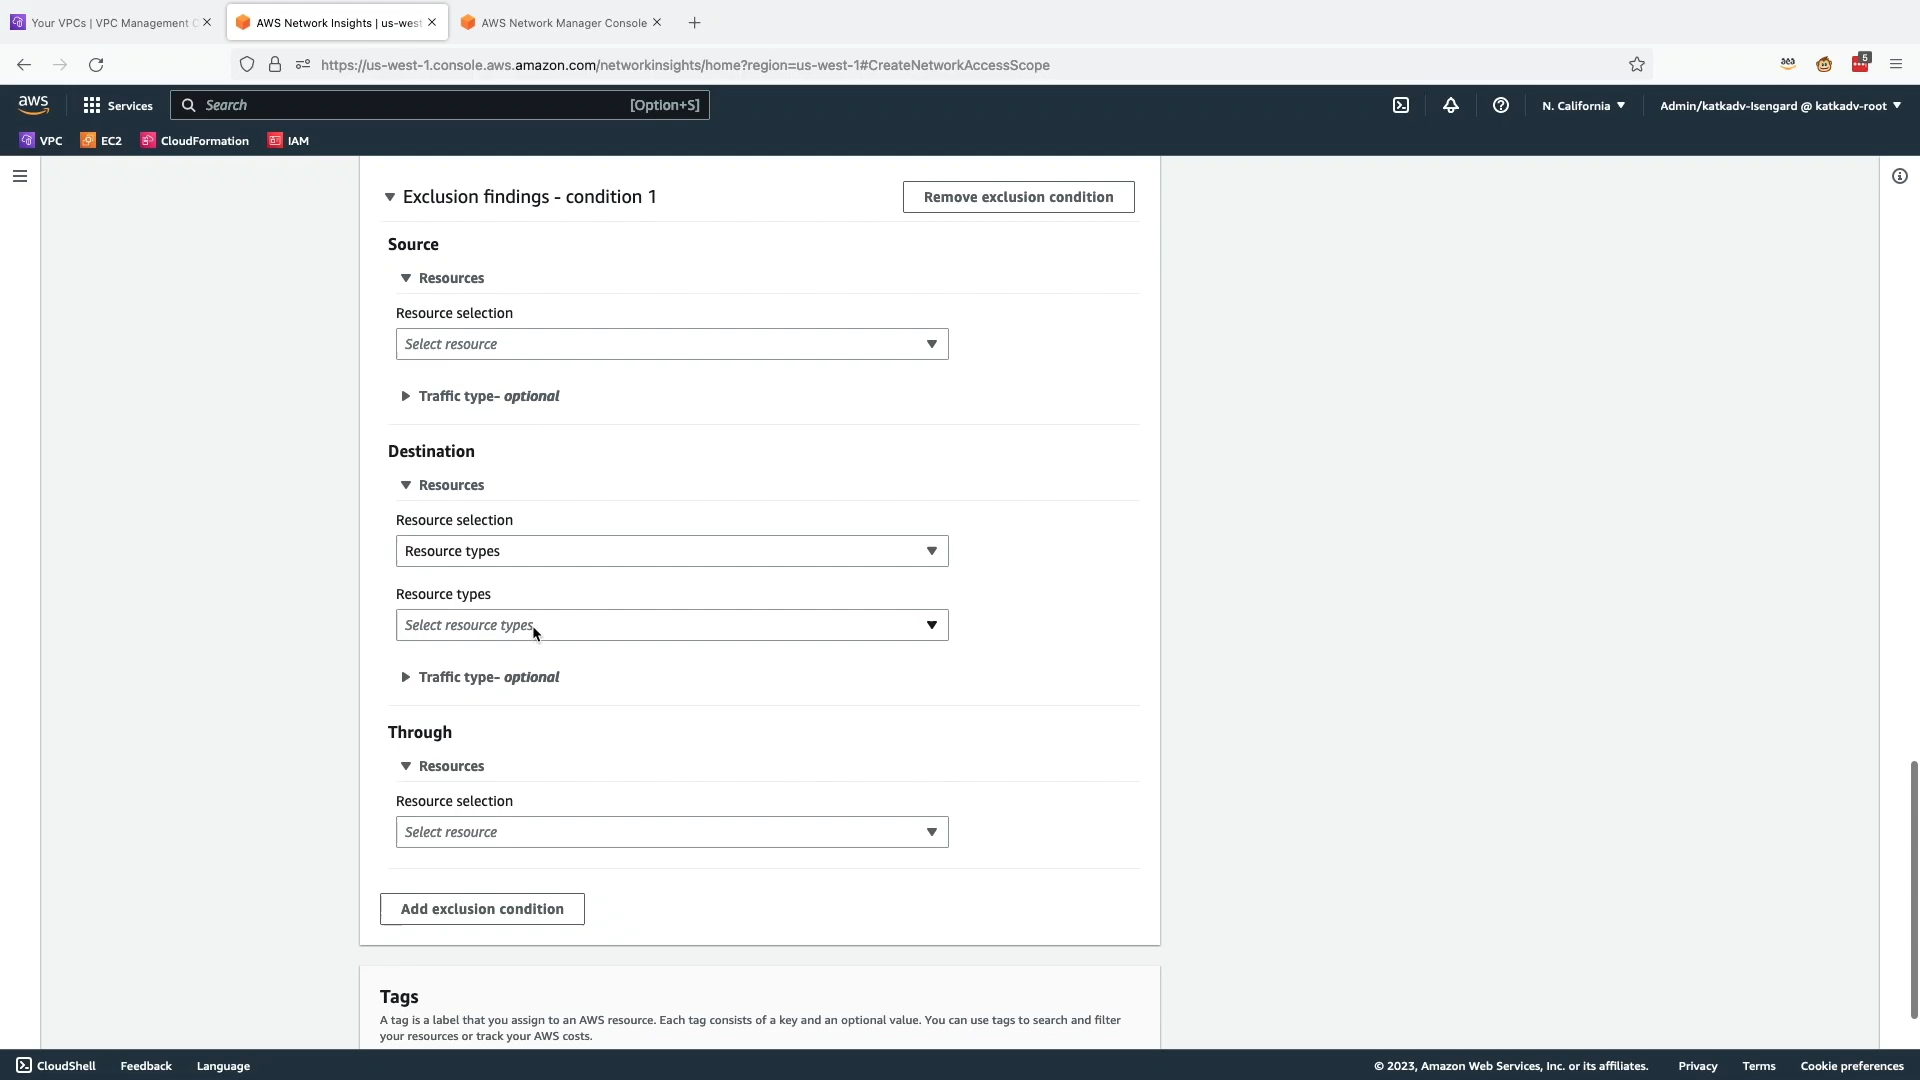 Your VPCs | VPC Management C
AWS Network Insights | us-west
AWS Network Manager Console
https://us-west-1.console.aws.amazon.com/networkinsights/home?region=us-west-1#CreateNetworkAccessScope
5
aws
Services
Search
[Option+S]
N. California
Admin/katkadv-Isengard @ katkadv-root
VPC
EC2
CloudFormation
IAM
Exclusion findings - condition 1
Remove exclusion condition
Source
Resources
Resource selection
Select resource
Traffic type- optional
Destination
Resources
Resource selection
Resource types
Resource types
Select resource types
Traffic type- optional
Through
Resources
Resource selection
Select resource
Add exclusion condition
Tags
A tag is a label that you assign to an AWS resource. Each tag consists of a key and an optional value. You can use tags to search and filter
your resources or track your AWS costs.
CloudShell
Feedback
Language
© 2023, Amazon Web Services, Inc. or its affiliates.
Privacy
Terms
Cookie preferences